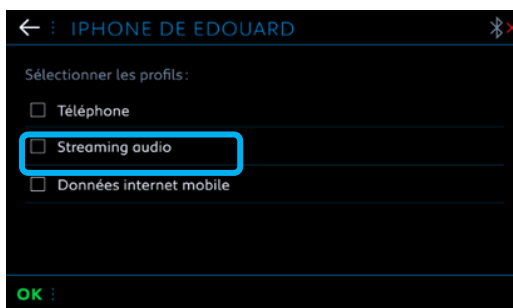 IPHONE DE EDOUARD
Sélectionner les profils:
Téléphone
Streaming audio
Données internet mobile
OK